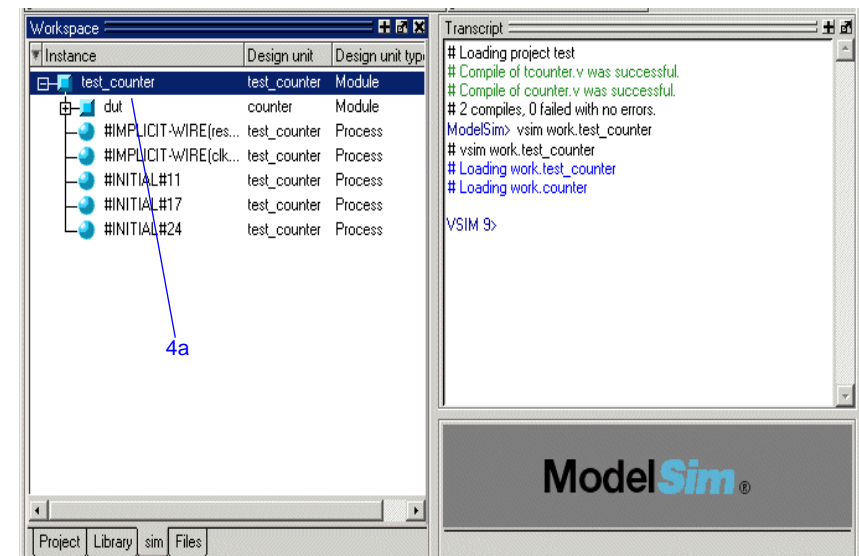 Workspace
Instance Design unit Design unit type
test_counter test_counter Module
dut counter Module
#IMPLICIT-WIRE(res... test_counter Process
#IMPLICIT-WIRE(clk... test_counter Process
#INITIAL#11 test_counter Process
#INITIAL#17 test_counter Process
#INITIAL#24 test_counter Process
4a
Project Library sim Files
Transcript
# Loading project test
# Compile of tcounter.v was successful.
# Compile of counter.v was successful.
# 2 compiles, 0 failed with no errors.
ModelSim> vsim work.test_counter
# vsim work.test_counter
# Loading work.test_counter
# Loading work.counter
VSIM 9>
ModelSim ®